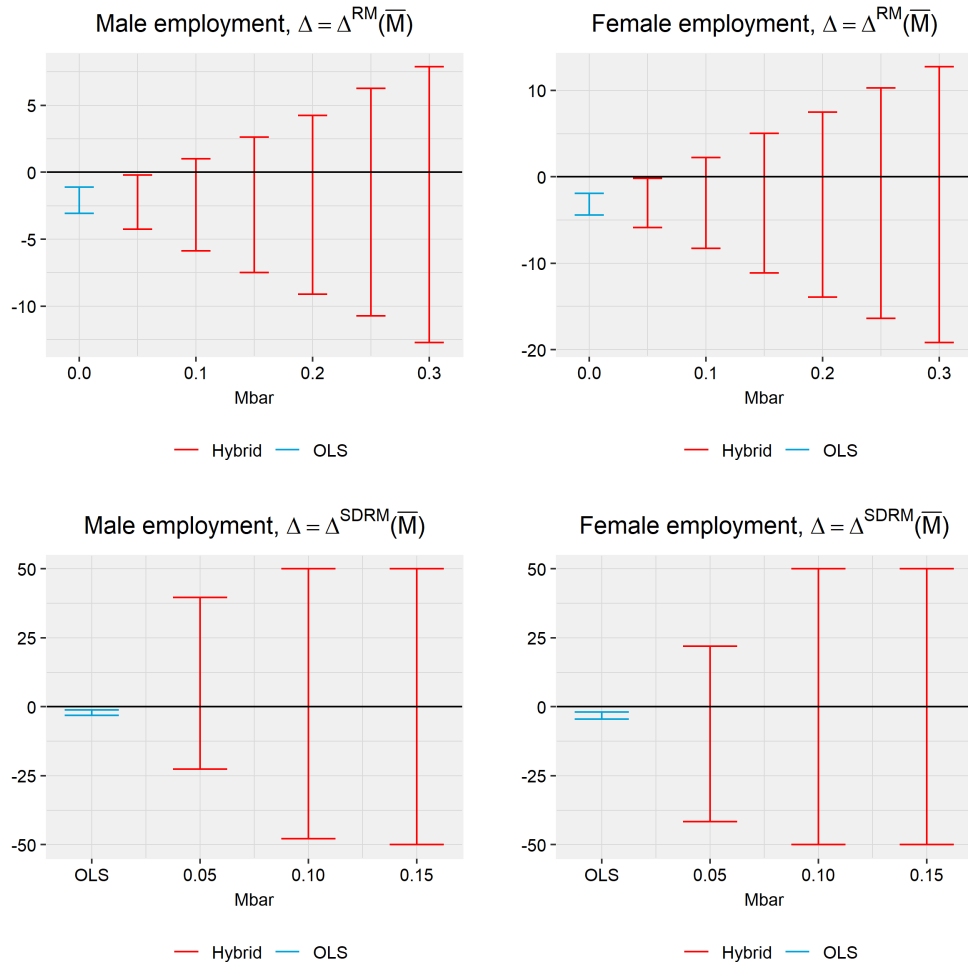 Male employment, Δ = Δ^RM(M̅)
5
0
-5
-10
0.0 0.1 0.2 0.3
Mbar
Hybrid OLS
Female employment, Δ = Δ^RM(M̅)
10
0
-10
-20
0.0 0.1 0.2 0.3
Mbar
Hybrid OLS
Male employment, Δ = Δ^SDRM(M̅)
50
25
0
-25
-50
OLS 0.05 0.10 0.15
Mbar
Hybrid OLS
Female employment, Δ = Δ^SDRM(M̅)
50
25
0
-25
-50
OLS 0.05 0.10 0.15
Mbar
Hybrid OLS